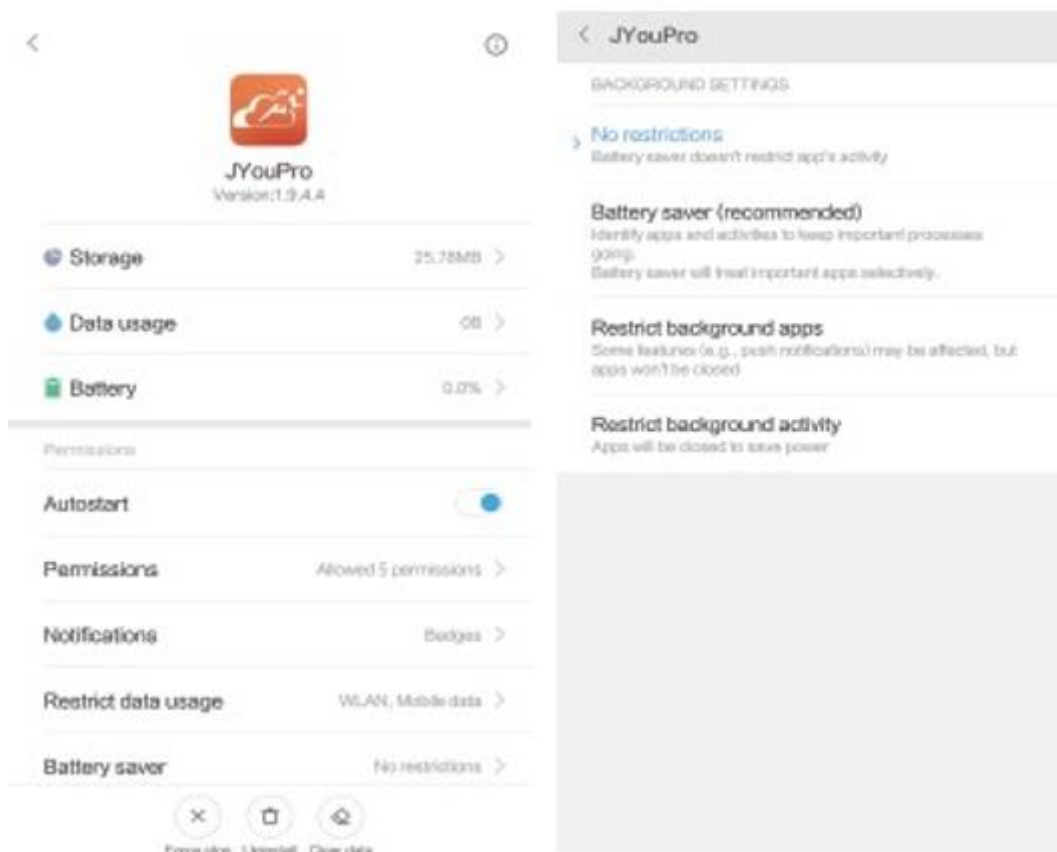 JYouPro
Version:1.9.4.4
Storage
25.78MB
Data usage
0B
Battery
0.0%
Permissions
Autostart
Permissions
Allowed 5 permissions
Notifications
Badges
Restrict data usage
WLAN, Mobile data
Battery saver
No restrictions
Force stop Uninstall Clear data
JYouPro
BACKGROUND SETTINGS
No restrictions
Battery saver doesn't restrict app's activity
Battery saver (recommended)
Identify apps and activities to keep important processes
going.
Battery saver will treat important apps selectively.
Restrict background apps
Some features (e.g., push notifications) may be affected, but
apps won't be closed
Restrict background activity
Apps will be closed to save power